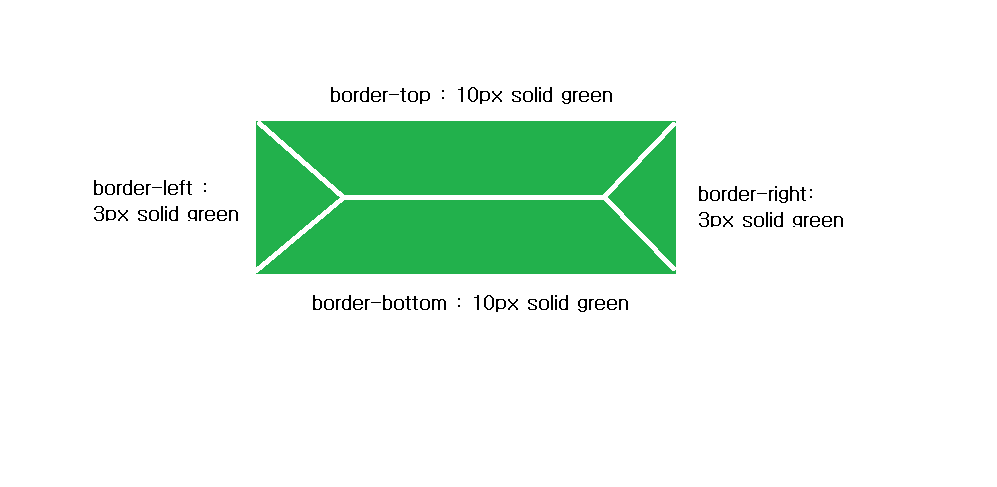 border-top : 10px solid green
border-left :
3px solid green
border-right:
3px solid green
border-bottom : 10px solid green